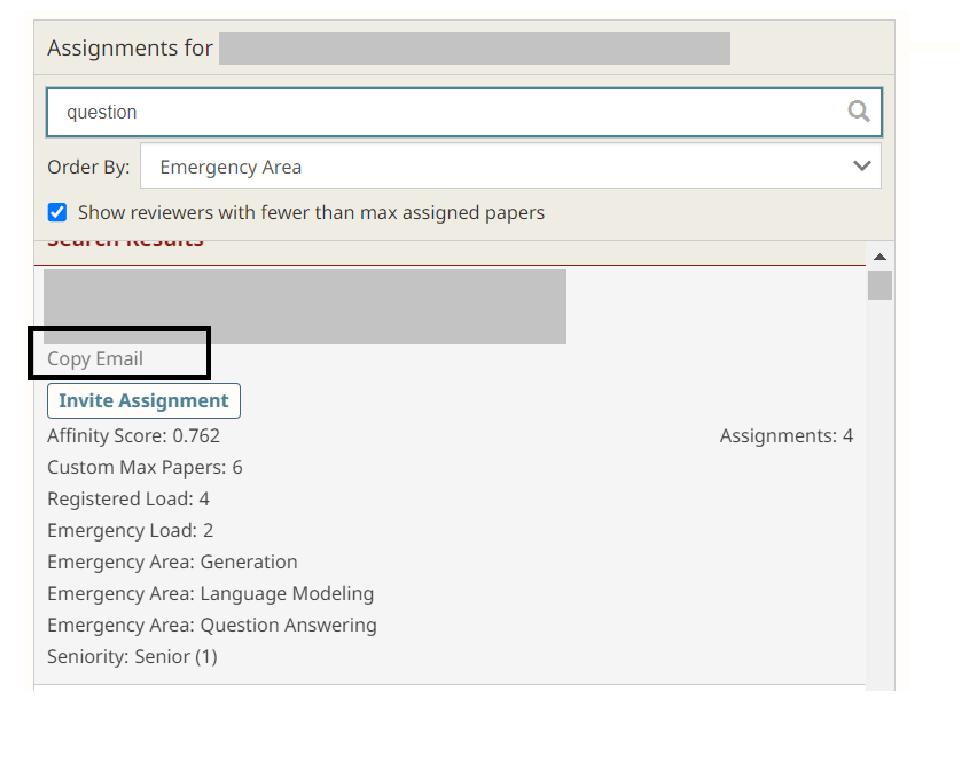 Assignments for
question
Order By: Emergency Area
Show reviewers with fewer than max assigned papers
Search Results
Copy Email
Invite Assignment
Affinity Score: 0.762 Assignments: 4
Custom Max Papers: 6
Registered Load: 4
Emergency Load: 2
Emergency Area: Generation
Emergency Area: Language Modeling
Emergency Area: Question Answering
Seniority: Senior (1)